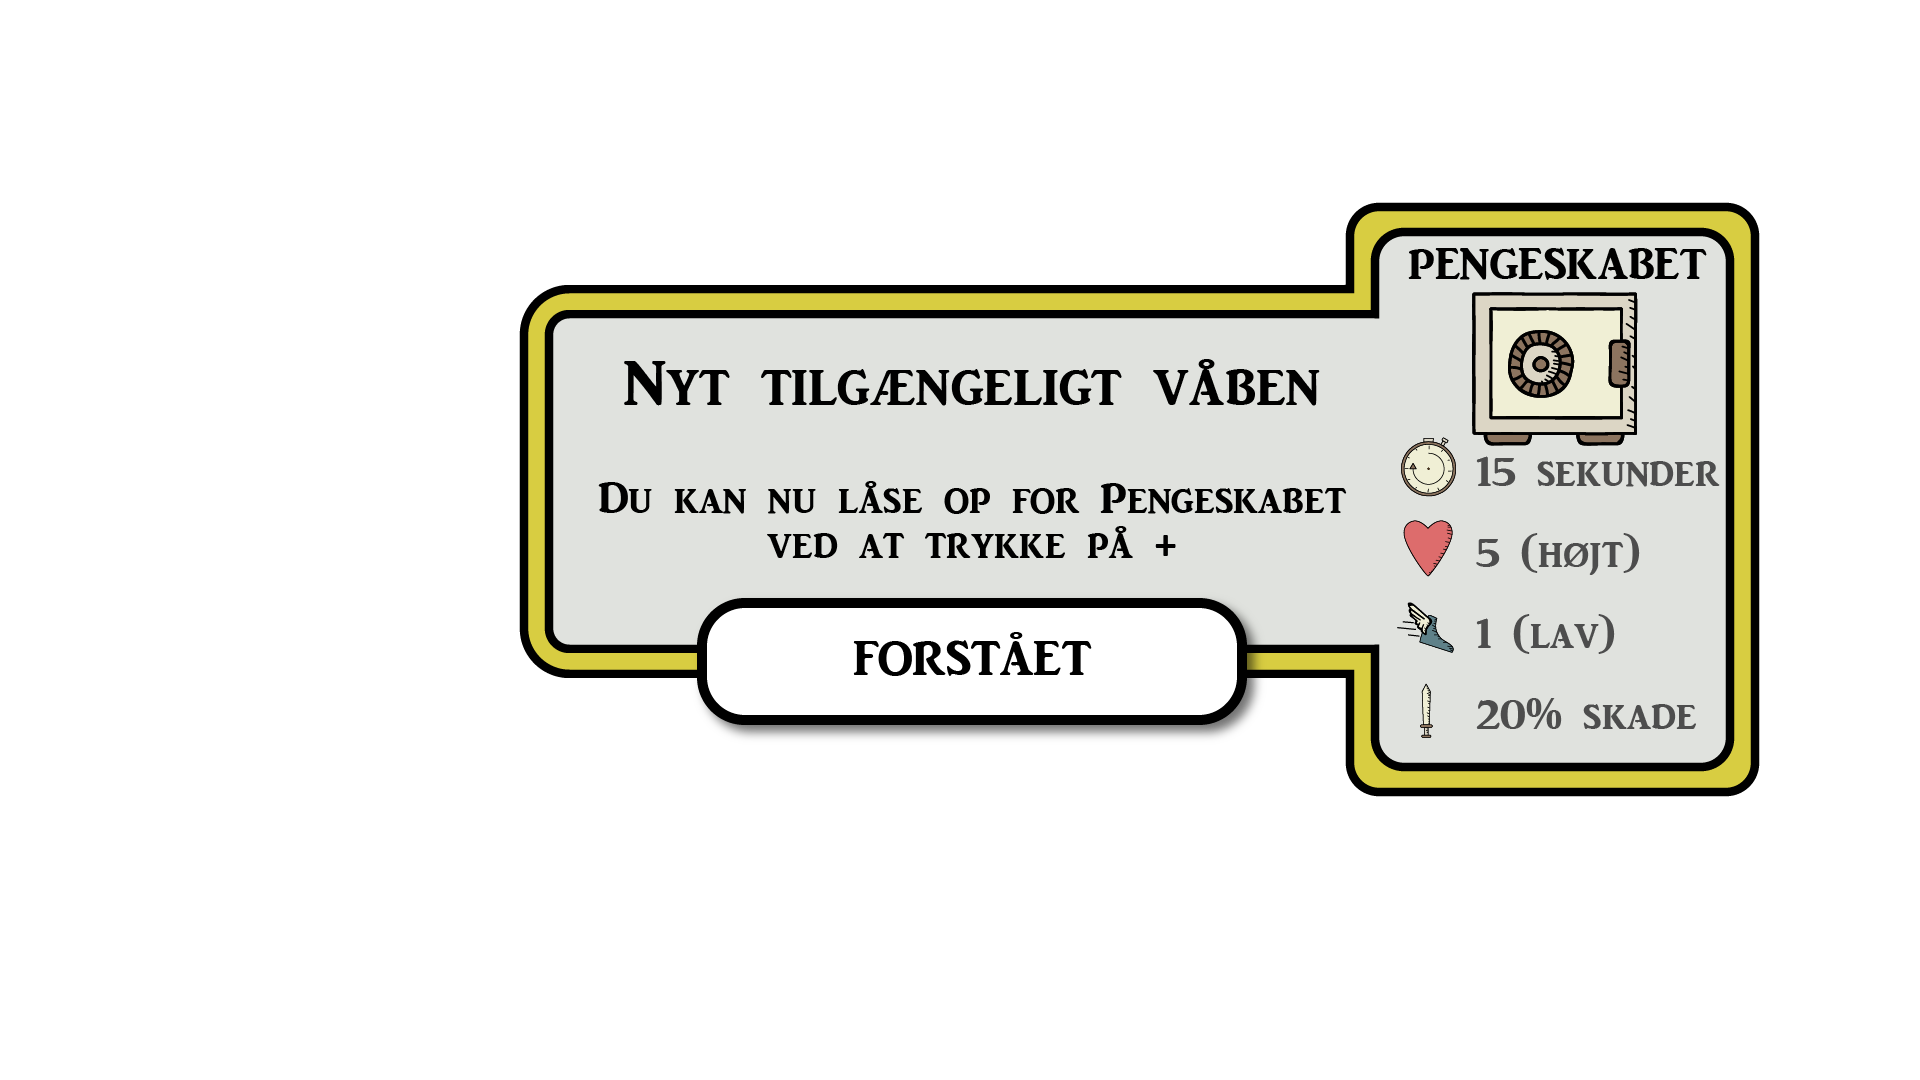 Nyt tilgængeligt våben
Du kan nu låse op for Pengeskabet
ved at trykke på +
FORSTÅET
PENGESKABET
15 sekunder
5 (højt)
1 (lav)
20% skade